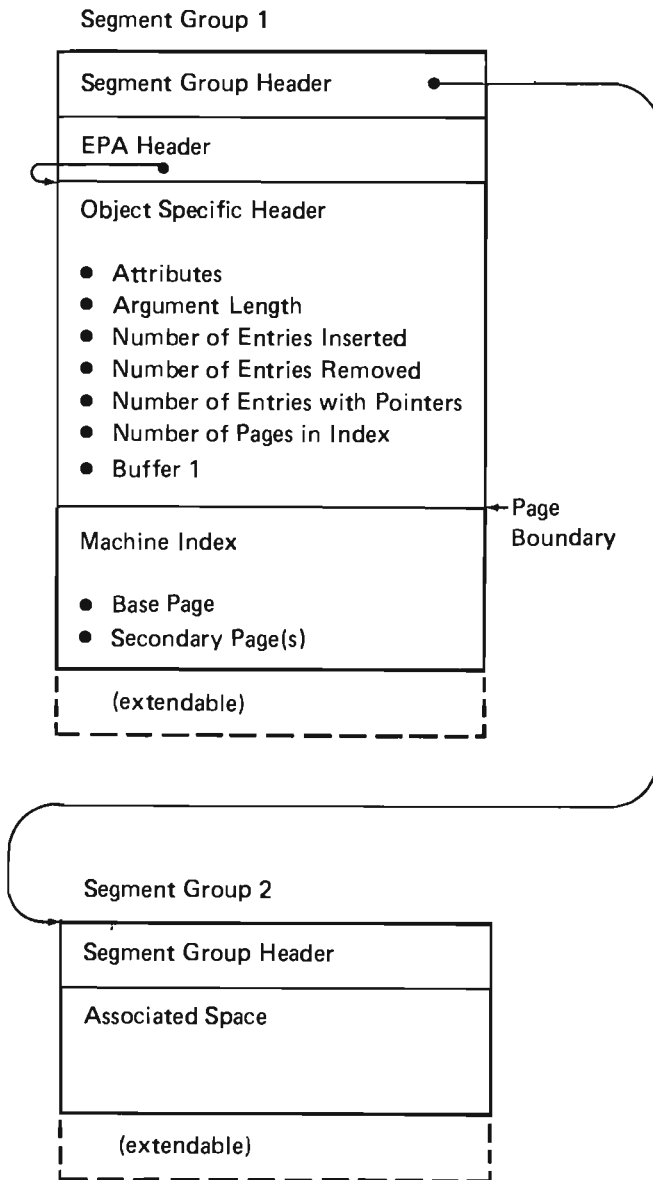 Segment Group 1
Segment Group Header
EPA Header
Object Specific Header
● Attributes
● Argument Length
● Number of Entries Inserted
● Number of Entries Removed
● Number of Entries with Pointers
● Number of Pages in Index
● Buffer 1
Page
Boundary
Machine Index
● Base Page
● Secondary Page(s)
(extendable)
Segment Group 2
Segment Group Header
Associated Space
(extendable)